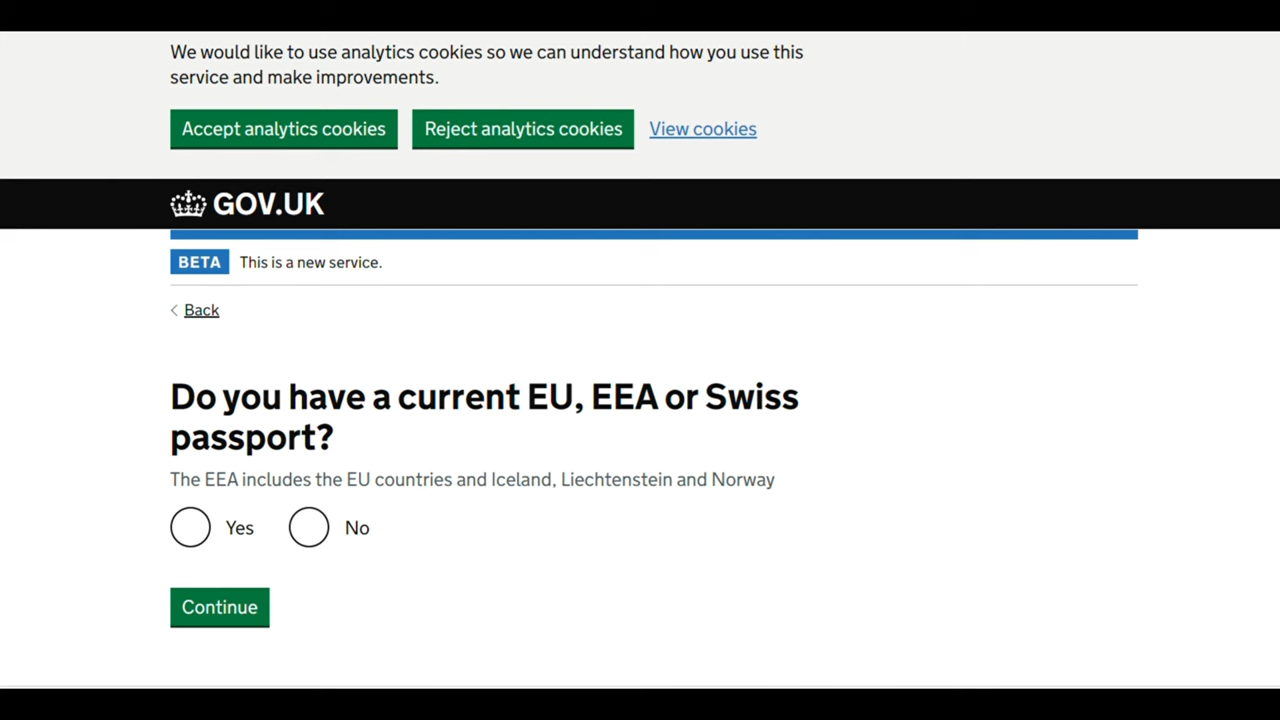 We would like to use analytics cookies so we can understand how you use this
service and make improvements.
Accept analytics cookies Reject analytics cookies View cookies
GOV.UK
BETA This is a new service.
Back
Do you have a current EU, EEA or Swiss
passport?
The EEA includes the EU countries and Iceland, Liechtenstein and Norway
Yes No
Continue